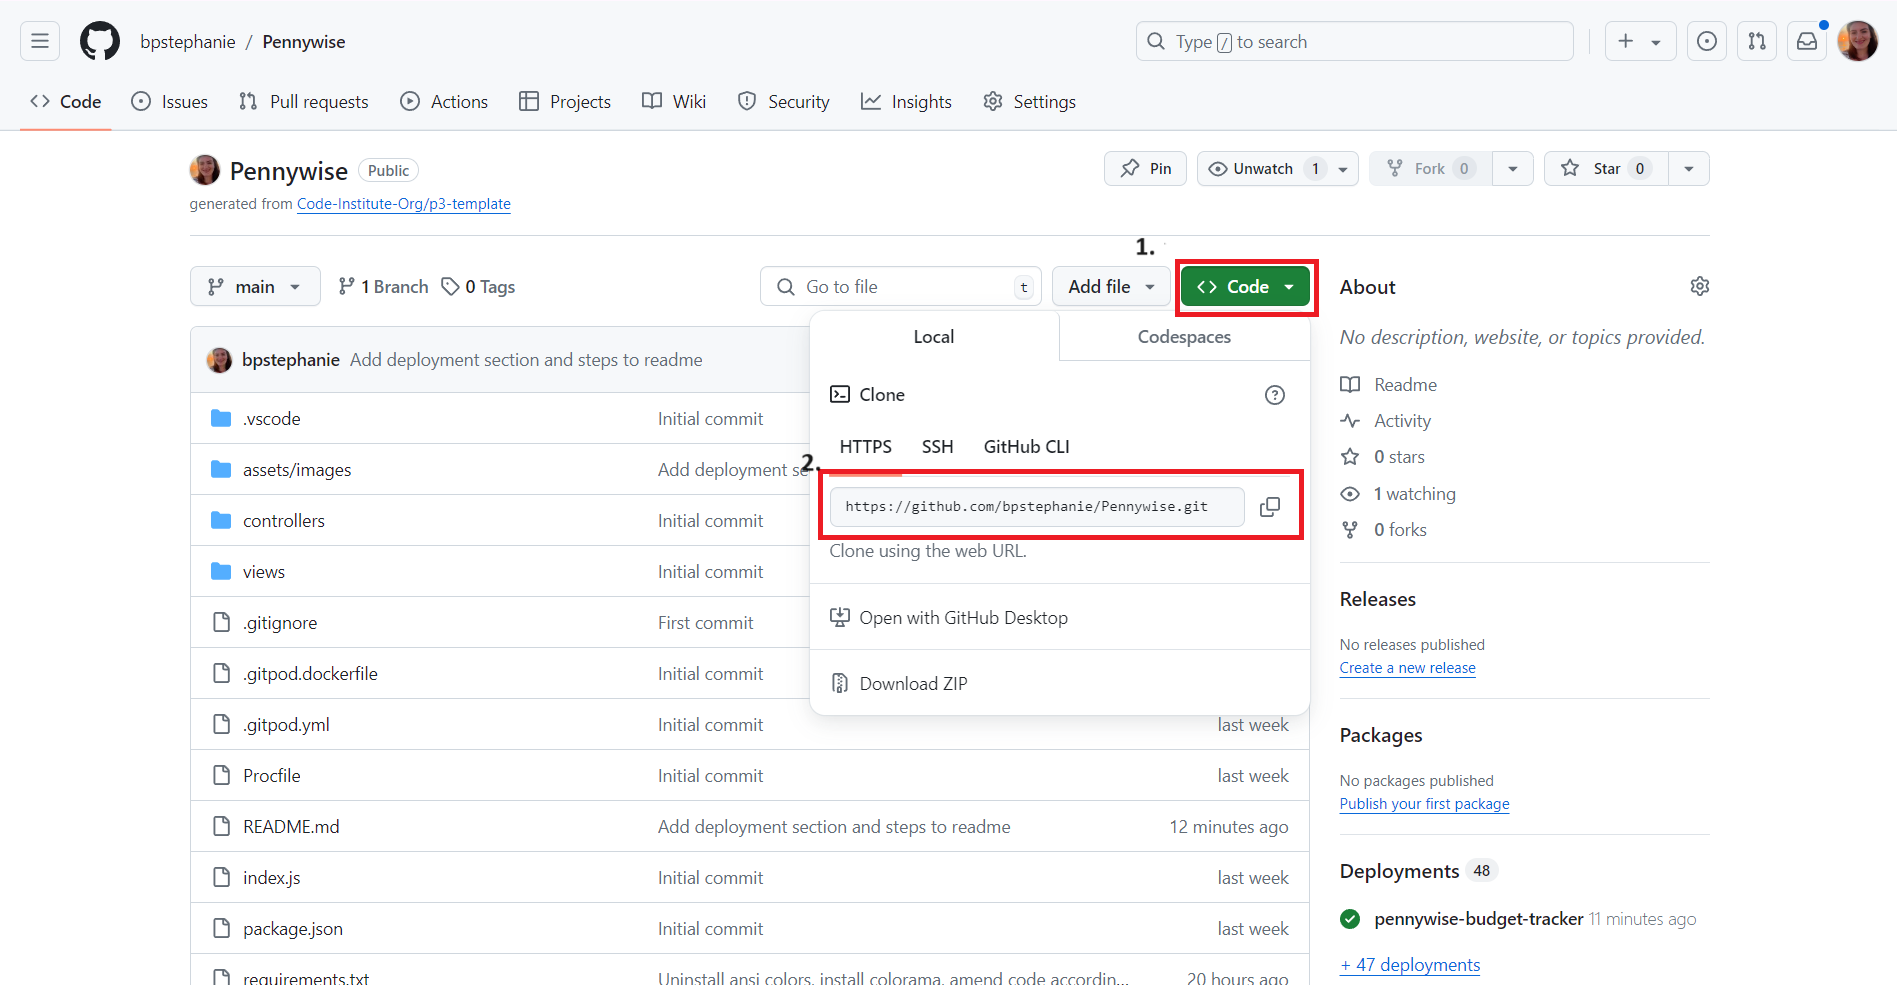 bpstephanie / Pennywise
Type / to search
Code Issues Pull requests Actions Projects Wiki Security Insights Settings
Pennywise Public
Pin Unwatch 1 Fork 0 Star 0
generated from Code-Institute-Org/p3-template
1.
main 1 Branch 0 Tags Go to file t Add file Code
Local Codespaces
Clone
HTTPS SSH GitHub CLI
2.
https://github.com/bpstephanie/Pennywise.git
Clone using the web URL.
Open with GitHub Desktop
Download ZIP
bpstephanie Add deployment section and steps to readme
.vscode Initial commit
assets/images Add deployment se
controllers Initial commit
views Initial commit
.gitignore First commit
.gitpod.dockerfile Initial commit
.gitpod.yml Initial commit last week
Procfile Initial commit last week
README.md Add deployment section and steps to readme 12 minutes ago
index.js Initial commit last week
package.json Initial commit last week
requirements.txt Uninstall ansi colors, install colorama, amend code accordin... 20 hours ago
About
No description, website, or topics provided.
Readme
Activity
0 stars
1 watching
0 forks
Releases
No releases published
Create a new release
Packages
No packages published
Publish your first package
Deployments 48
pennywise-budget-tracker 11 minutes ago
+ 47 deployments